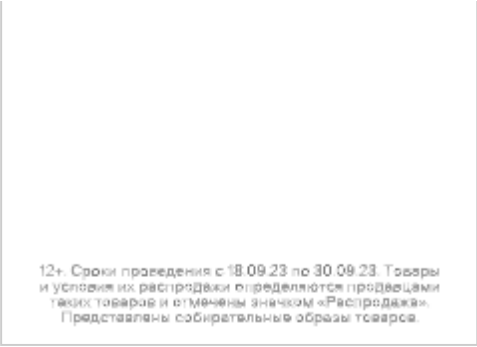 12+. Сроки проведения с 18.09.23 по 30.09.23. Товары
и условия их распродажи определяются продавцами
таких товаров и отмечены значком «Распродажа».
Представлены собирательные образы товаров.